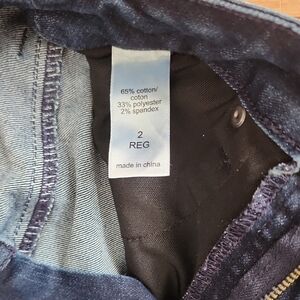 65% cotton/
coton
33% polyester
2% spandex
2
REG
made in china